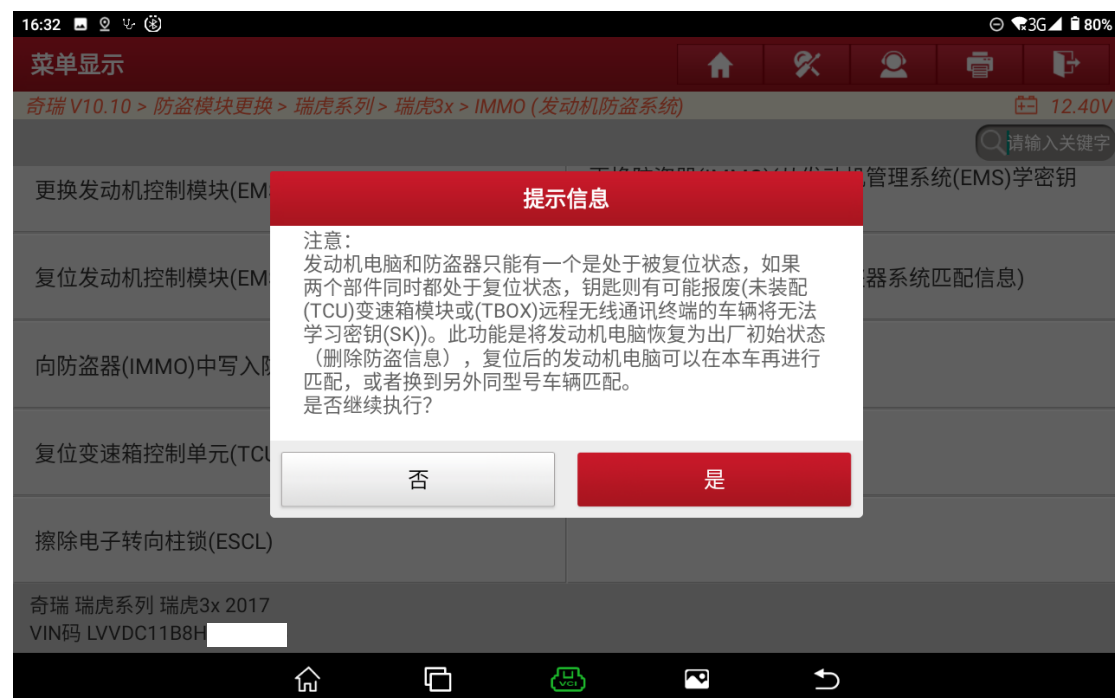 16:32
3G
80%
菜单显示
奇瑞 V10.10 > 防盗模块更换 > 瑞虎系列 > 瑞虎3x > IMMO (发动机防盗系统)
12.40V
请输入关键字
更换发动机控制模块(EM
管理系统(EMS)学密钥
提示信息
注意：
发动机电脑和防盗器只能有一个是处于被复位状态，如果
两个部件同时都处于复位状态，钥匙则有可能报废(未装配
(TCU)变速箱模块或(TBOX)远程无线通讯终端的车辆将无法
学习密钥(SK))。此功能是将发动机电脑恢复为出厂初始状态
（删除防盗信息），复位后的发动机电脑可以在本车再进行
匹配，或者换到另外同型号车辆匹配。
是否继续执行？
否
是
复位发动机控制模块(EM
器系统匹配信息)
向防盗器(IMMO)中写入
复位变速箱控制单元(TCU
擦除电子转向柱锁(ESCL)
奇瑞 瑞虎系列 瑞虎3x 2017
VIN码 LVVDC11B8H
VCI